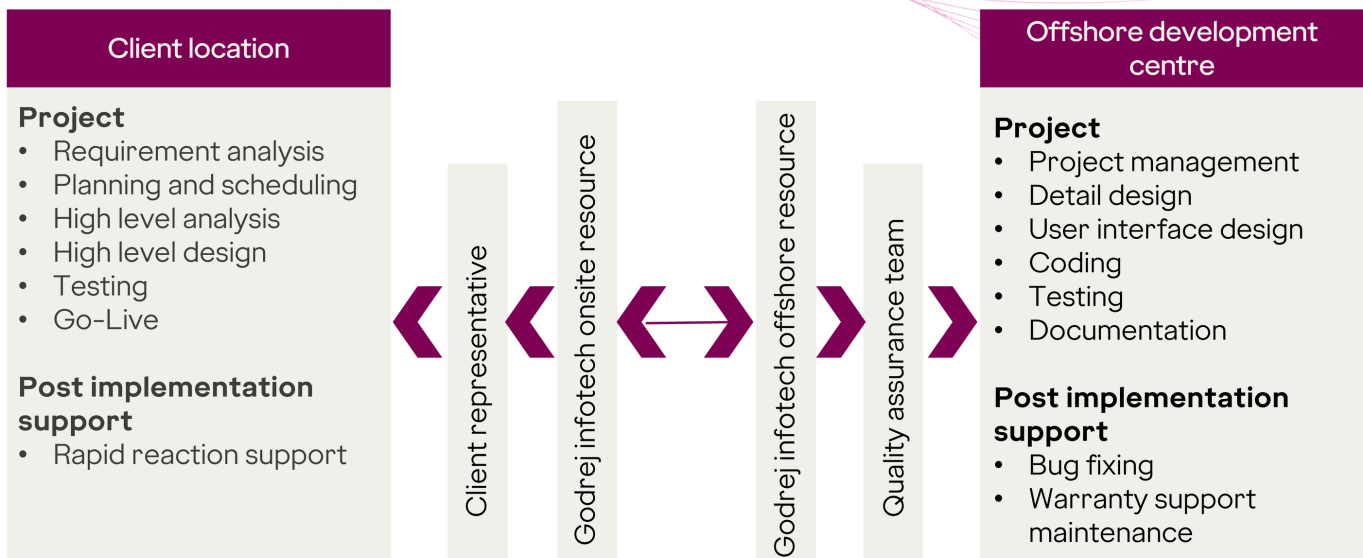 Client location
Project
• Requirement analysis
• Planning and scheduling
• High level analysis
• High level design
• Testing
• Go-Live
Post implementation
support
• Rapid reaction support
Client representative
Godrej infotech onsite resource
Godrej infotech offshore resource
Quality assurance team
Offshore development
centre
Project
• Project management
• Detail design
• User interface design
• Coding
• Testing
• Documentation
Post implementation
support
• Bug fixing
• Warranty support
maintenance